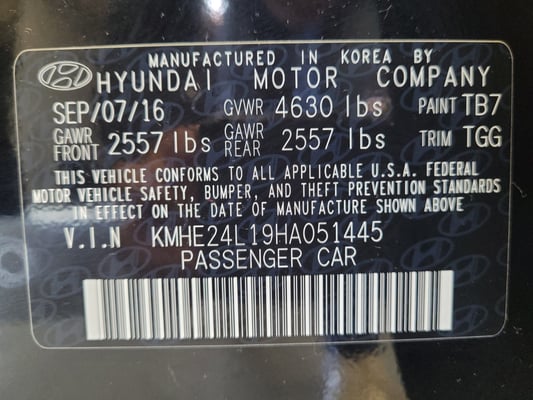 MANUFACTURED IN KOREA BY
HYUNDAI MOTOR COMPANY
SEP/07/16 GVWR 4630 lbs PAINT TB7
GAWR FRONT 2557 lbs GAWR REAR 2557 lbs TRIM TGG
THIS VEHICLE CONFORMS TO ALL APPLICABLE U.S.A. FEDERAL
MOTOR VEHICLE SAFETY, BUMPER, AND THEFT PREVENTION STANDARDS
IN EFFECT ON THE DATE OF MANUFACTURE SHOWN ABOVE.
V.I.N KMHE24L19HA051445
PASSENGER CAR